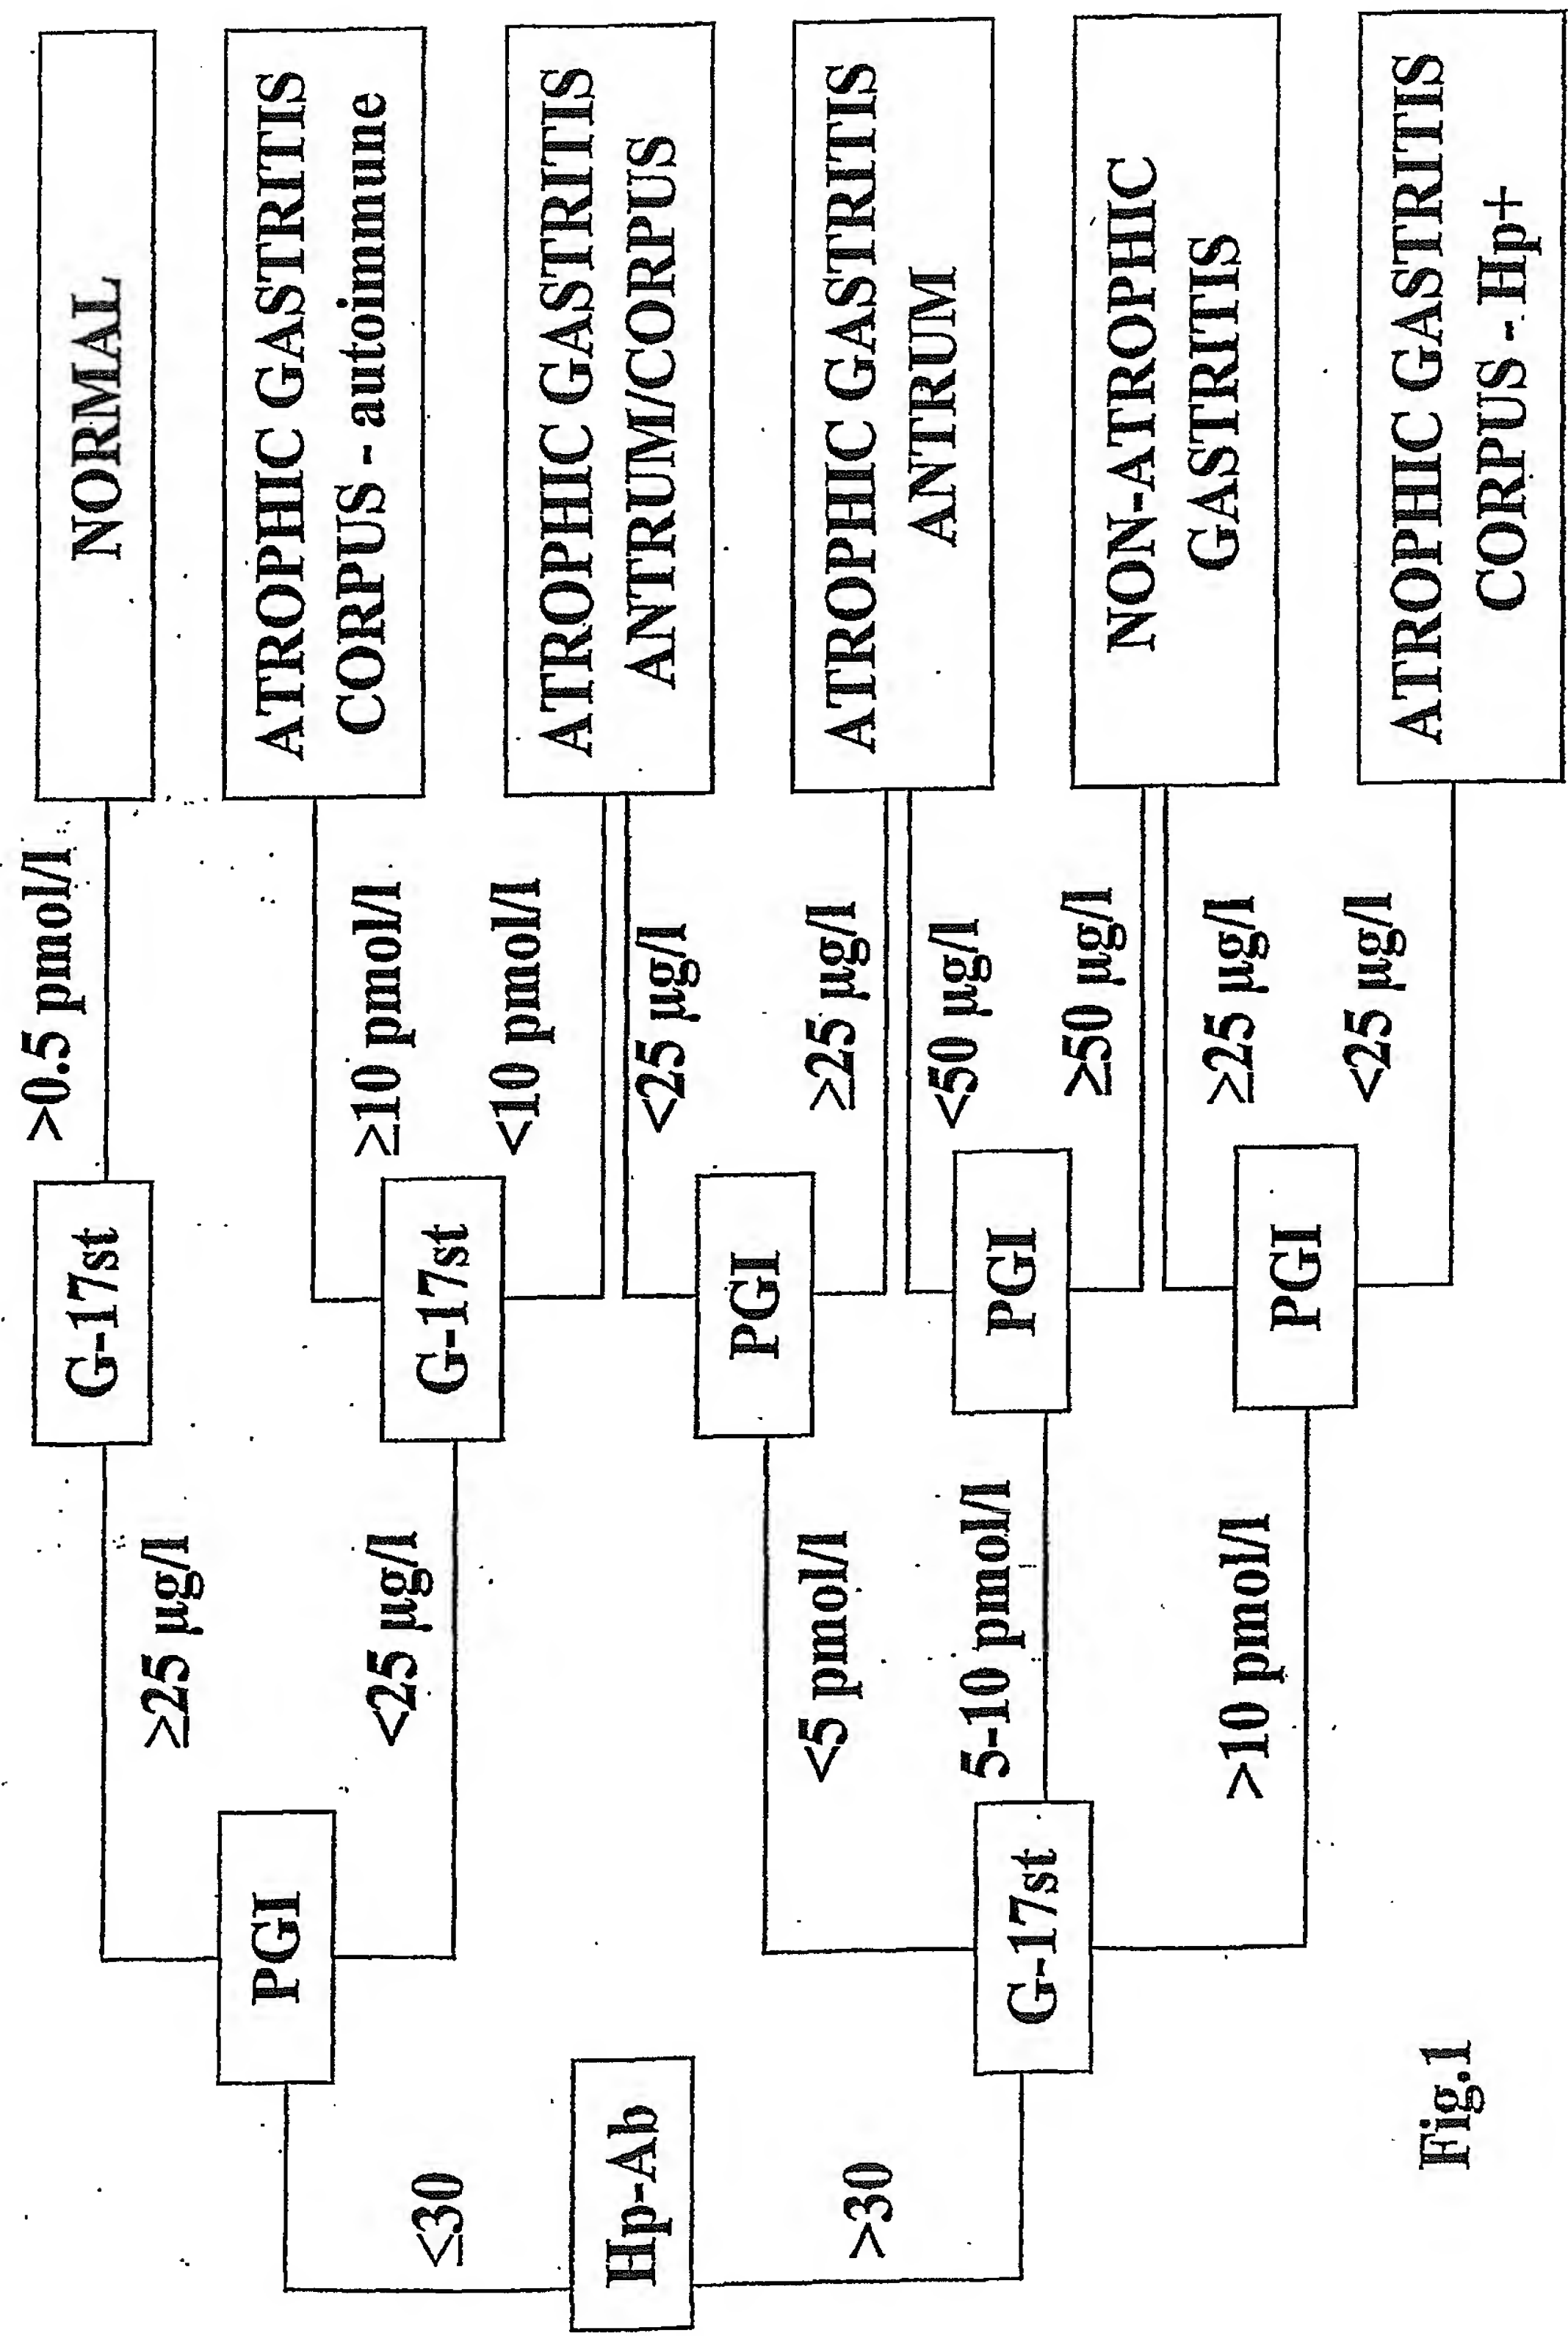 Hp-Ab
≤30
>30
PGI
≥25 µg/l
<25 µg/l
G-17st
<5 pmol/l
5-10 pmol/l
>10 pmol/l
G-17st
>0.5 pmol/l
G-17st
≥10 pmol/l
<10 pmol/l
PGI
<25 µg/l
≥25 µg/l
PGI
<50 µg/l
≥50 µg/l
PGI
≥25 µg/l
<25 µg/l
NORMAL
ATROPHIC GASTRITIS
CORPUS - autoimmune
ATROPHIC GASTRITIS
ANTRUM/CORPUS
ATROPHIC GASTRITIS
ANTRUM
NON-ATROPHIC
GASTRITIS
ATROPHIC GASTRITIS
CORPUS - Hp+
Fig.1